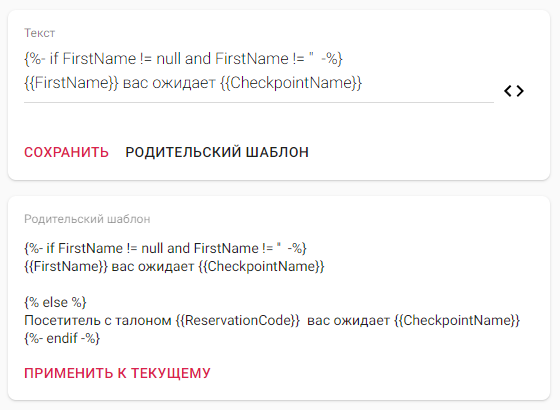 Текст
{%- if FirstName != null and FirstName != '' -%}
{{FirstName}} вас ожидает {{CheckpointName}}
СОХРАНИТЬ РОДИТЕЛЬСКИЙ ШАБЛОН
Родительский шаблон
{%- if FirstName != null and FirstName != '' -%}
{{FirstName}} вас ожидает {{CheckpointName}}
{% else %}
Посетитель с талоном {{ReservationCode}} вас ожидает {{CheckpointName}}
{%- endif -%}
ПРИМЕНИТЬ К ТЕКУЩЕМУ